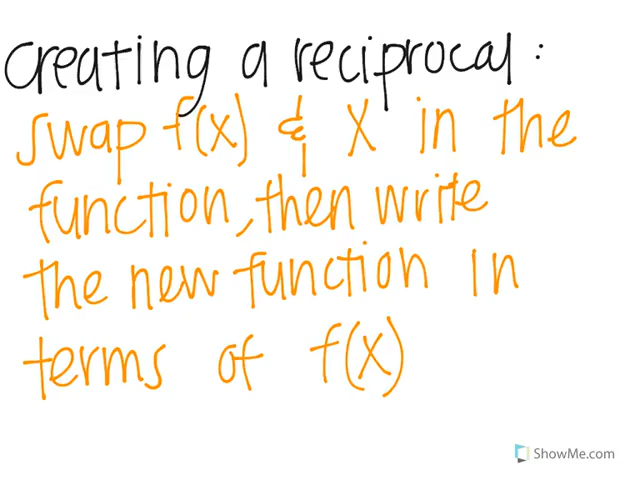 Creating a reciprocal:
swap f(x) & X in the
function, then write
the new function in
terms of f(x)
ShowMe.com